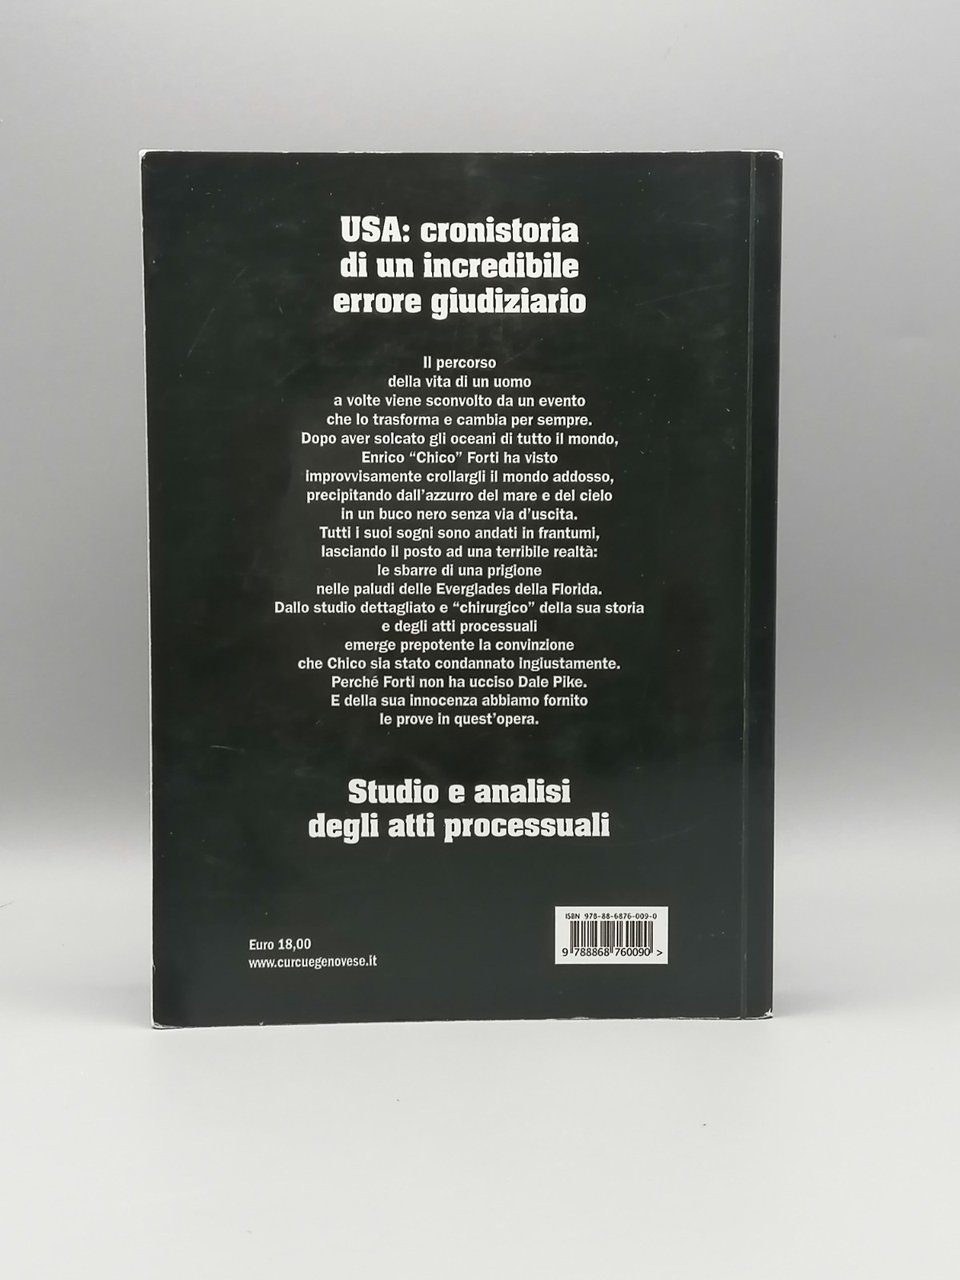 USA: cronistoria
di un incredibile
errore giudiziario
Il percorso
della vita di un uomo
a volte viene sconvolto da un evento
che lo trasforma e cambia per sempre.
Dopo aver solcato gli oceani di tutto il mondo,
Enrico “Chico” Forti ha visto
improvvisamente crollargli il mondo addosso,
precipitando dall’azzurro del mare e del cielo
in un buco nero senza via d’uscita.
Tutti i suoi sogni sono andati in frantumi,
lasciando il posto ad una terribile realtà:
le sbarre di una prigione
nelle paludi delle Everglades della Florida.
Dallo studio dettagliato e “chirurgico” della sua storia
e degli atti processuali
emerge prepotente la convinzione
che Chico sia stato condannato ingiustamente.
Perché Forti non ha ucciso Dale Pike.
E della sua innocenza abbiamo fornito
le prove in quest’opera.
Studio e analisi
degli atti processuali
Euro 18,00
www.curcuegenovese.it
ISBN 978-88-6876-009-0
9 788868 760090 >